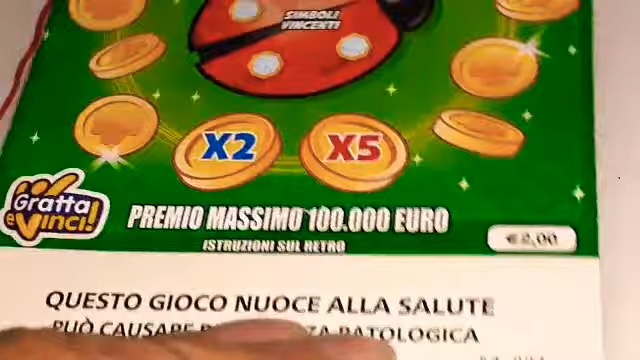 SIMBOLI
VINCENTI
X2 X5
Gratta
e Vinci!
PREMIO MASSIMO 100.000 EURO
ISTRUZIONI SUL RETRO
€2,00
QUESTO GIOCO NUOCE ALLA SALUTE
PUÒ CAUSARE PATOLOGICA